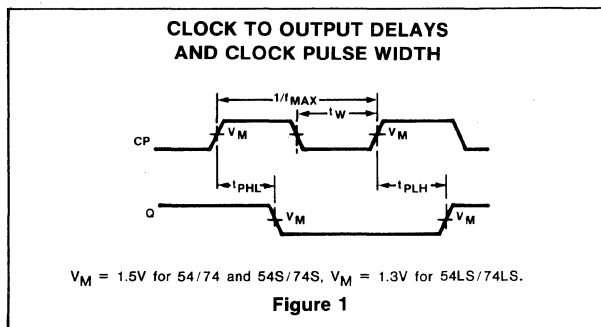 CLOCK TO OUTPUT DELAYS
AND CLOCK PULSE WIDTH
1/fMAX
tW
CP
VM
VM
tPHL
tPLH
Q
VM
VM
VM = 1.5V for 54/74 and 54S/74S, VM = 1.3V for 54LS/74LS.
Figure 1